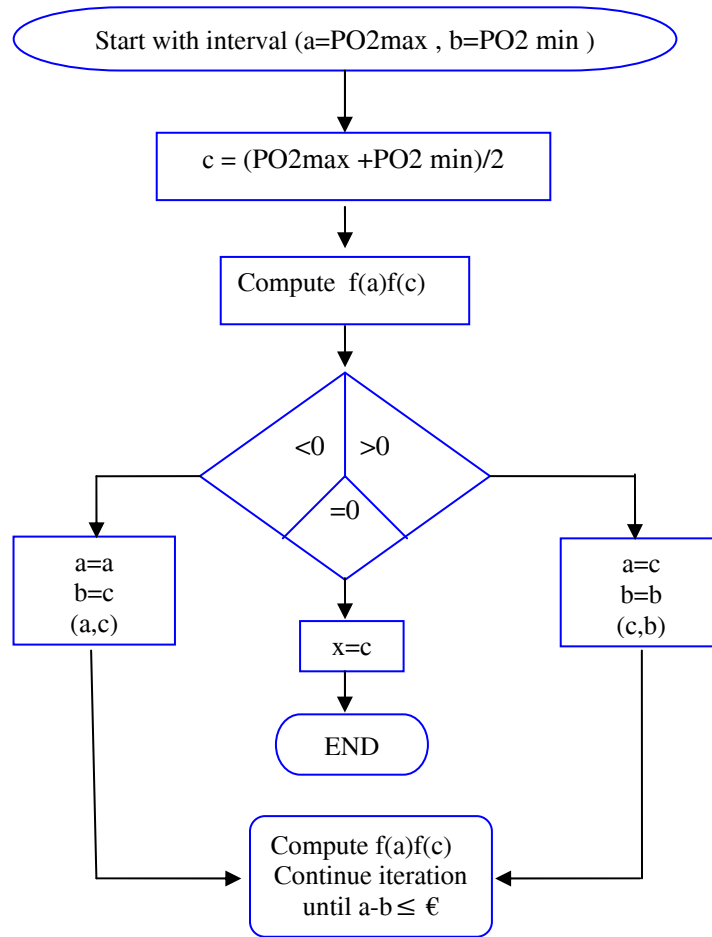 Start with interval (a=PO2max , b=PO2 min )
c = (PO2max +PO2 min)/2
Compute f(a)f(c)
<0
>0
=0
a=a
b=c
(a,c)
a=c
b=b
(c,b)
x=c
END
Compute f(a)f(c)
Continue iteration
until a-b ≤ €